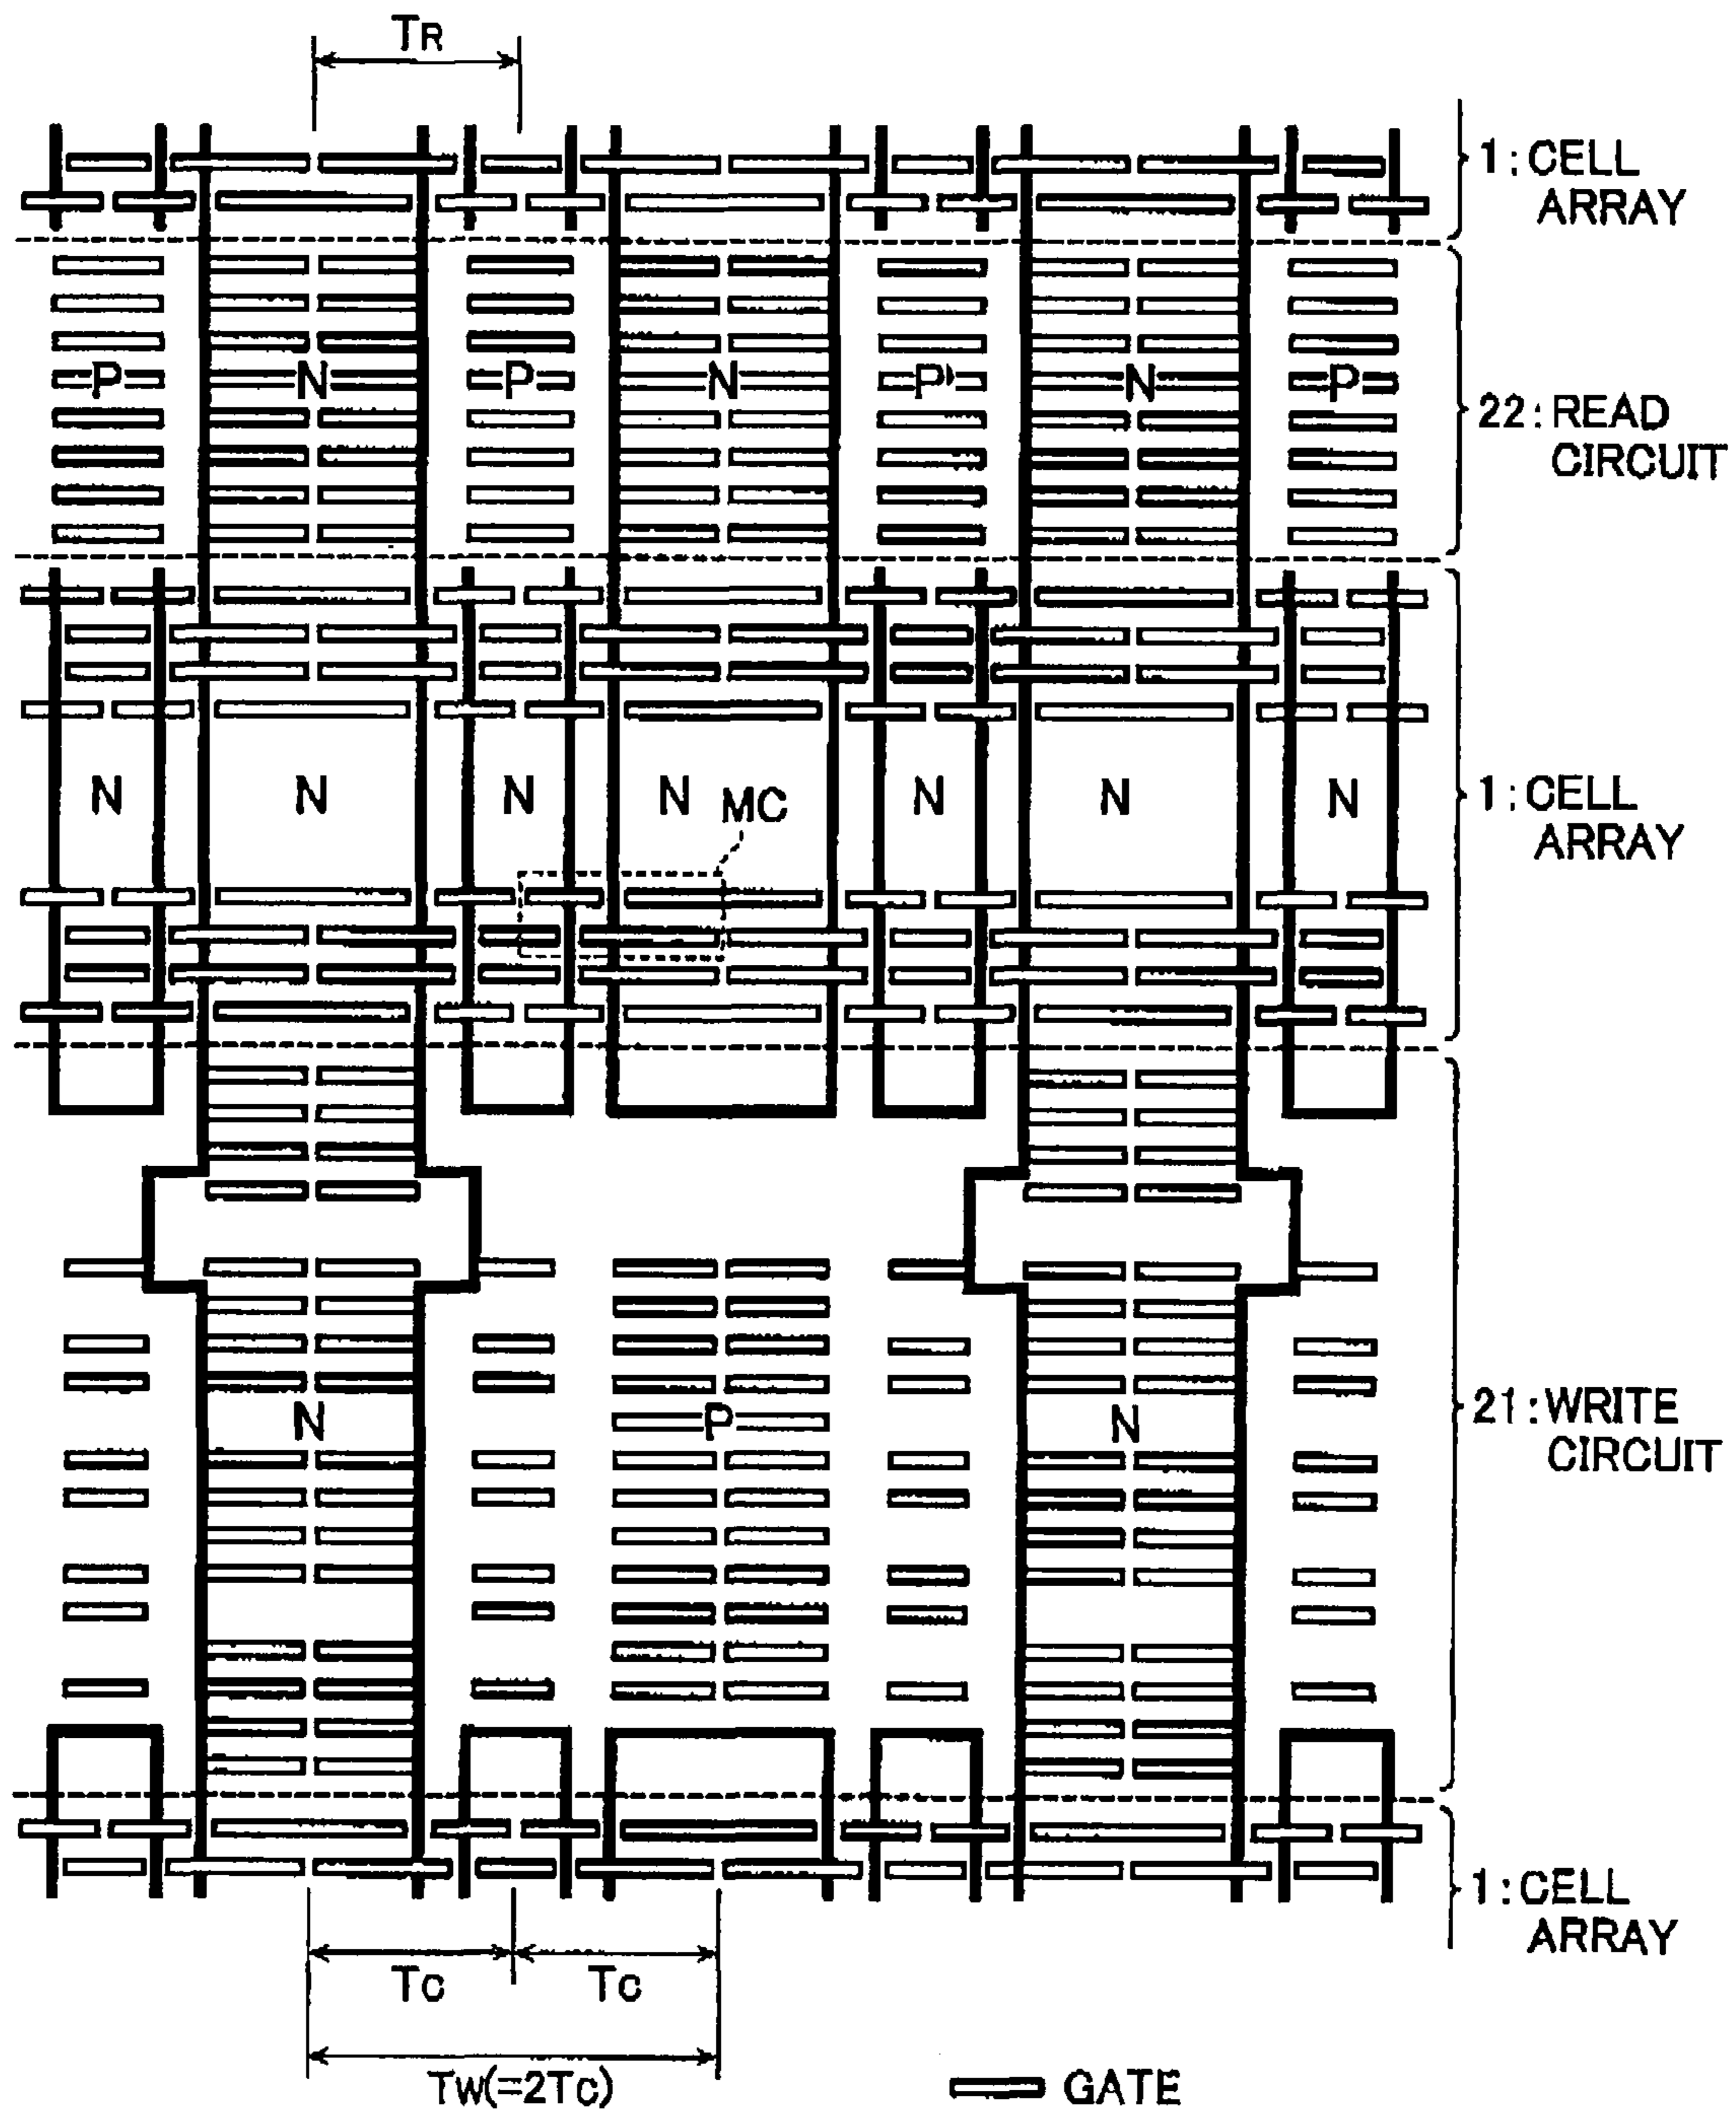 TR
1:CELL
ARRAY
P N P N P N P
22:READ
CIRCUIT
N N N N N N N
MC
1:CELL
ARRAY
N P N
21:WRITE
CIRCUIT
1:CELL
ARRAY
TC TC
TW(=2TC)
GATE